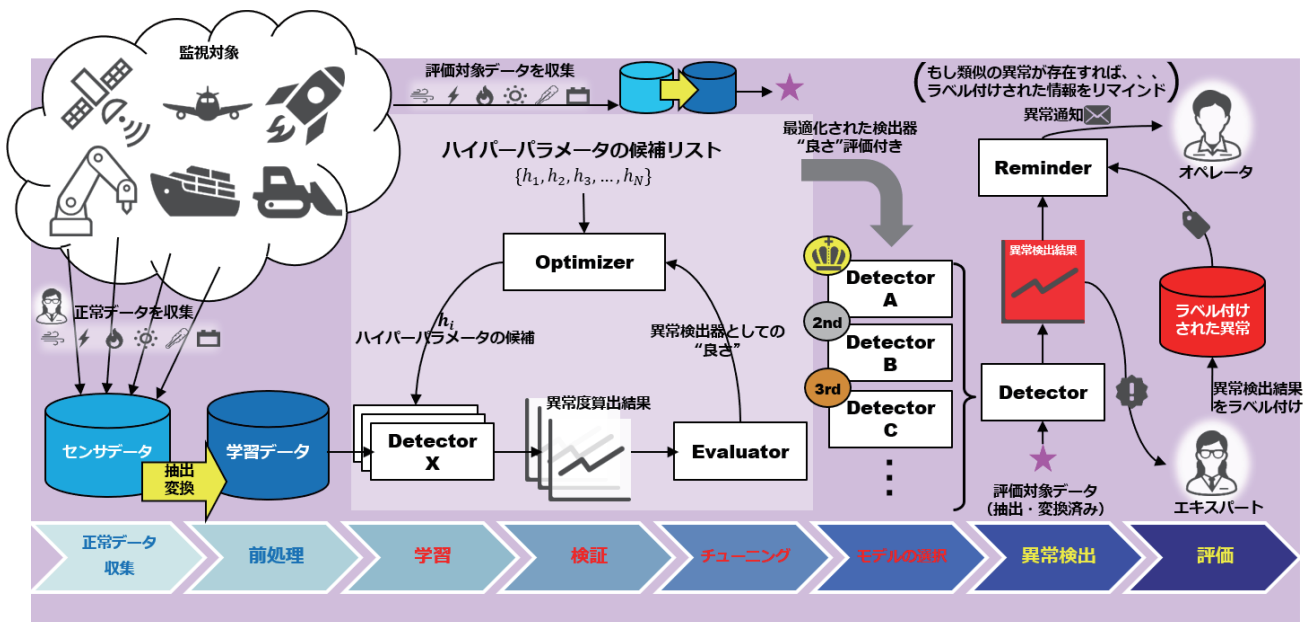 監視対象
評価対象データを収集
もし類似の異常が存在すれば、、、
ラベル付けされた情報をリマインド
異常通知
オペレータ
ハイパーパラメータの候補リスト
{h₁, h₂, h₃, …, h_N}
最適化された検出器
“良さ”評価付き
Reminder
Optimizer
異常検出結果
Detector
A
2nd
Detector
B
3rd
Detector
C
ラベル付け
された異常
正常データを収集
hᵢ
ハイパーパラメータの候補
異常検出器としての
“良さ”
Detector
異常検出結果
をラベル付け
センサデータ
抽出
変換
学習データ
Detector
X
異常度算出結果
Evaluator
評価対象データ
（抽出・変換済み）
エキスパート
正常データ
収集
前処理
学習
検証
チューニング
モデルの選択
異常検出
評価